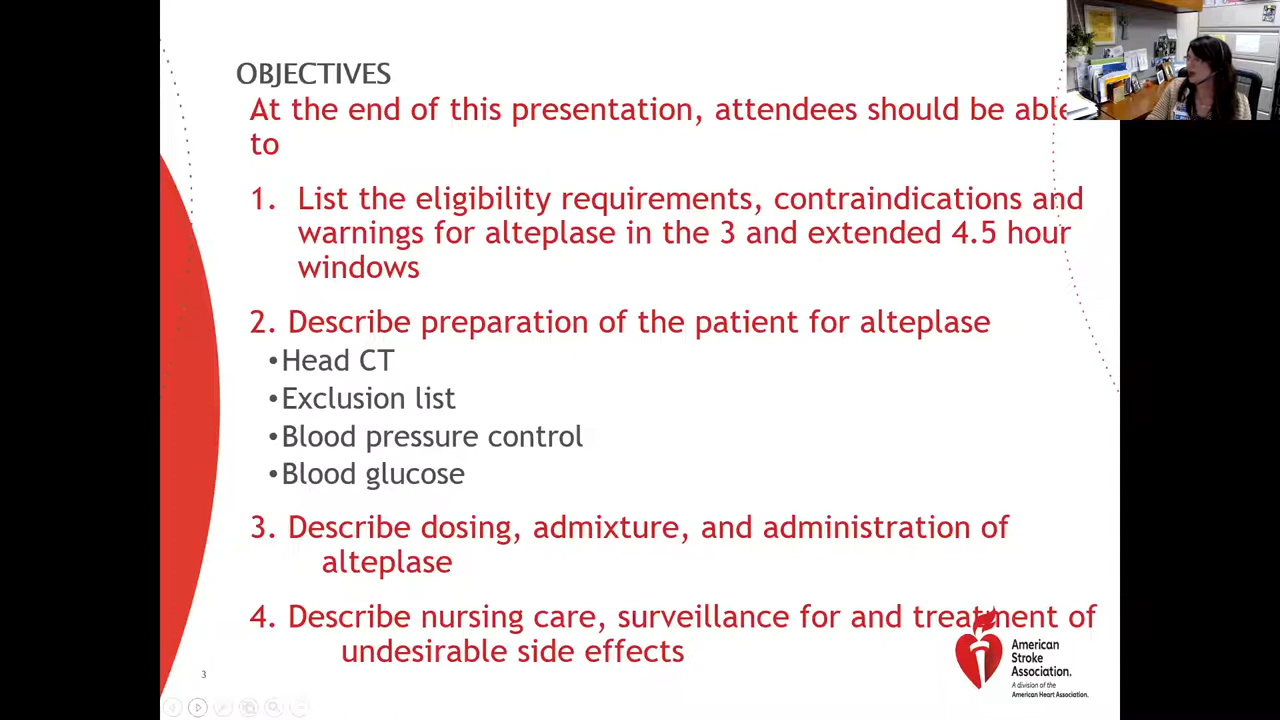 OBJECTIVES
At the end of this presentation, attendees should be able
to
1. List the eligibility requirements, contraindications and
warnings for alteplase in the 3 and extended 4.5 hour
windows
2. Describe preparation of the patient for alteplase
•Head CT
•Exclusion list
•Blood pressure control
•Blood glucose
3. Describe dosing, admixture, and administration of
alteplase
4. Describe nursing care, surveillance for and treatment of
undesirable side effects
3
American
Stroke
Association.
A division of the
American Heart Association.